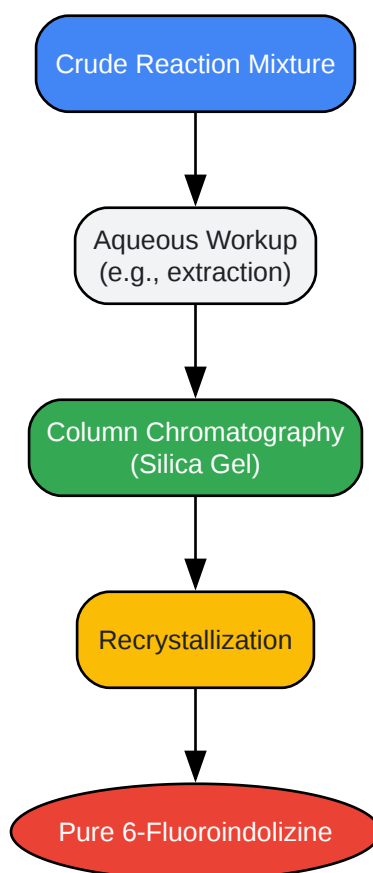 Crude Reaction Mixture
Aqueous Workup
(e.g., extraction)
Column Chromatography
(Silica Gel)
Recrystallization
Pure 6-Fluoroindolizine